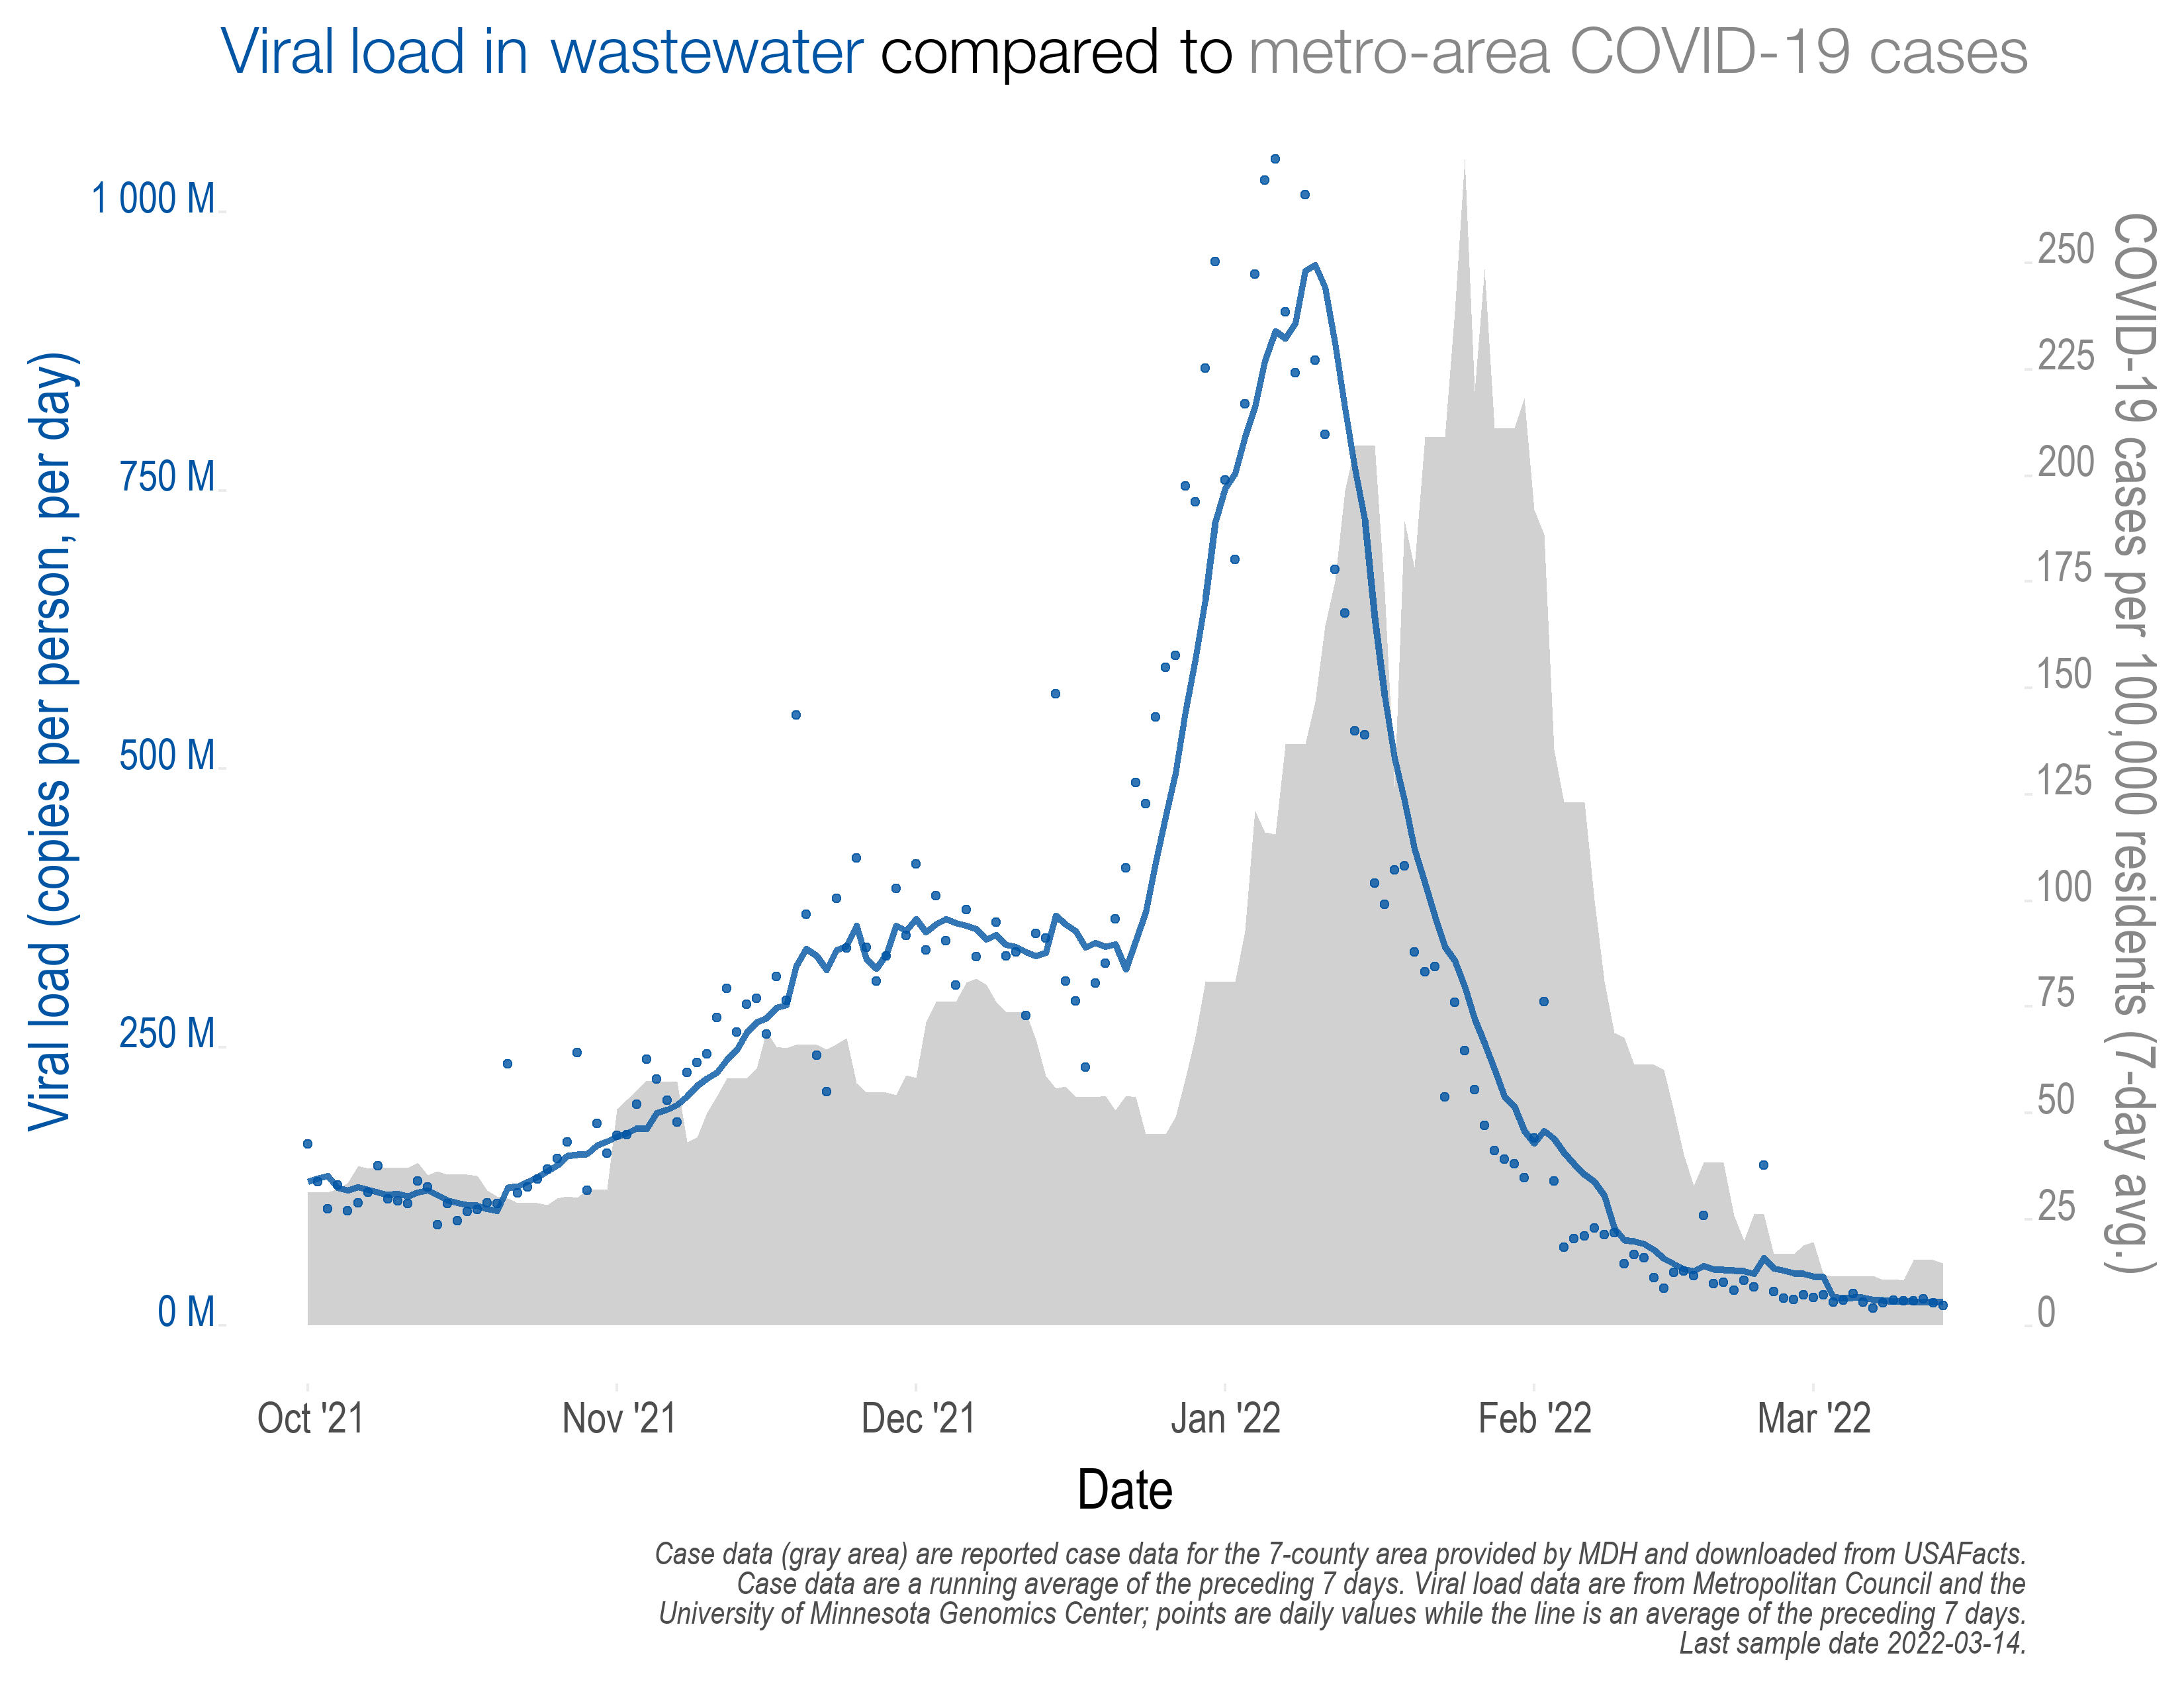 Viral load in wastewater compared to metro-area COVID-19 cases
Viral load (copies per person, per day)
1 000 M
750 M
500 M
250 M
0 M
250
225
200
175
150
125
100
75
50
25
0
COVID-19 cases per 100,000 residents (7-day avg.)
Oct '21
Nov '21
Dec '21
Jan '22
Feb '22
Mar '22
Date
Case data (gray area) are reported case data for the 7-county area provided by MDH and downloaded from USAFacts.
Case data are a running average of the preceding 7 days. Viral load data are from Metropolitan Council and the
University of Minnesota Genomics Center; points are daily values while the line is an average of the preceding 7 days.
Last sample date 2022-03-14.